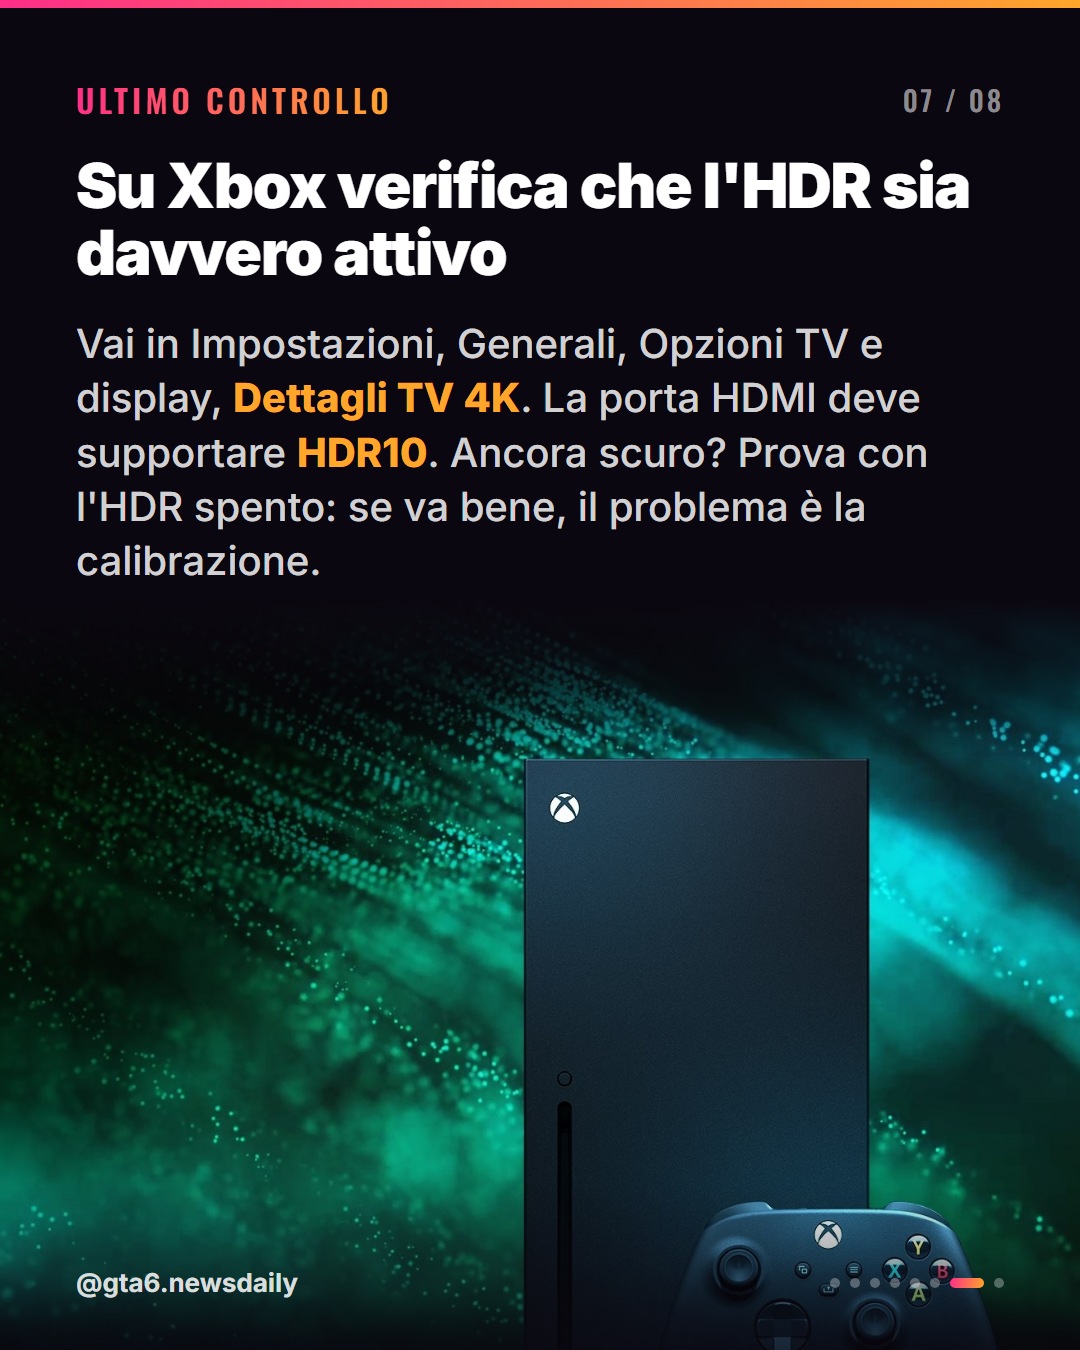 ULTIMO CONTROLLO
07 / 08
Su Xbox verifica che l'HDR sia
davvero attivo
Vai in Impostazioni, Generali, Opzioni TV e
display, Dettagli TV 4K. La porta HDMI deve
supportare HDR10. Ancora scuro? Prova con
l'HDR spento: se va bene, il problema è la
calibrazione.
Y
X
B
A
@gta6.newsdaily